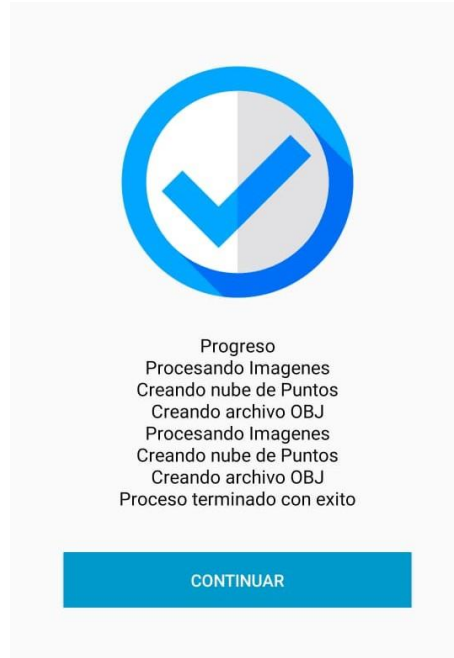 Progreso
Procesando Imagenes
Creando nube de Puntos
Creando archivo OBJ
Procesando Imagenes
Creando nube de Puntos
Creando archivo OBJ
Proceso terminado con exito
CONTINUAR